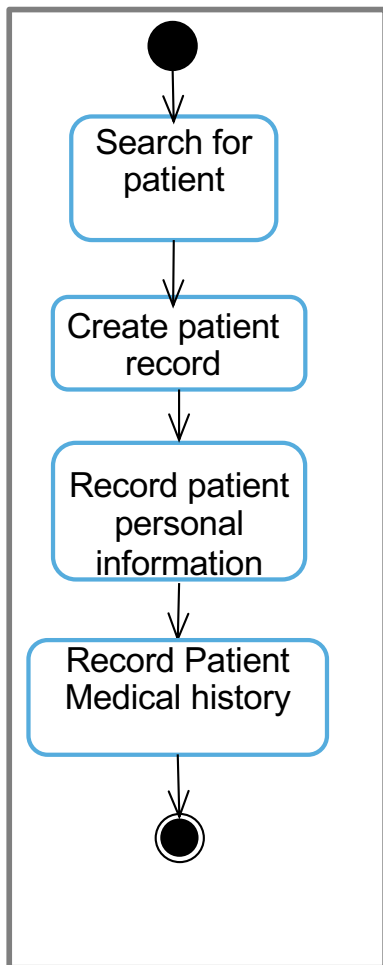 Search for
patient
Create patient
record
Record patient
personal
information
Record Patient
Medical history